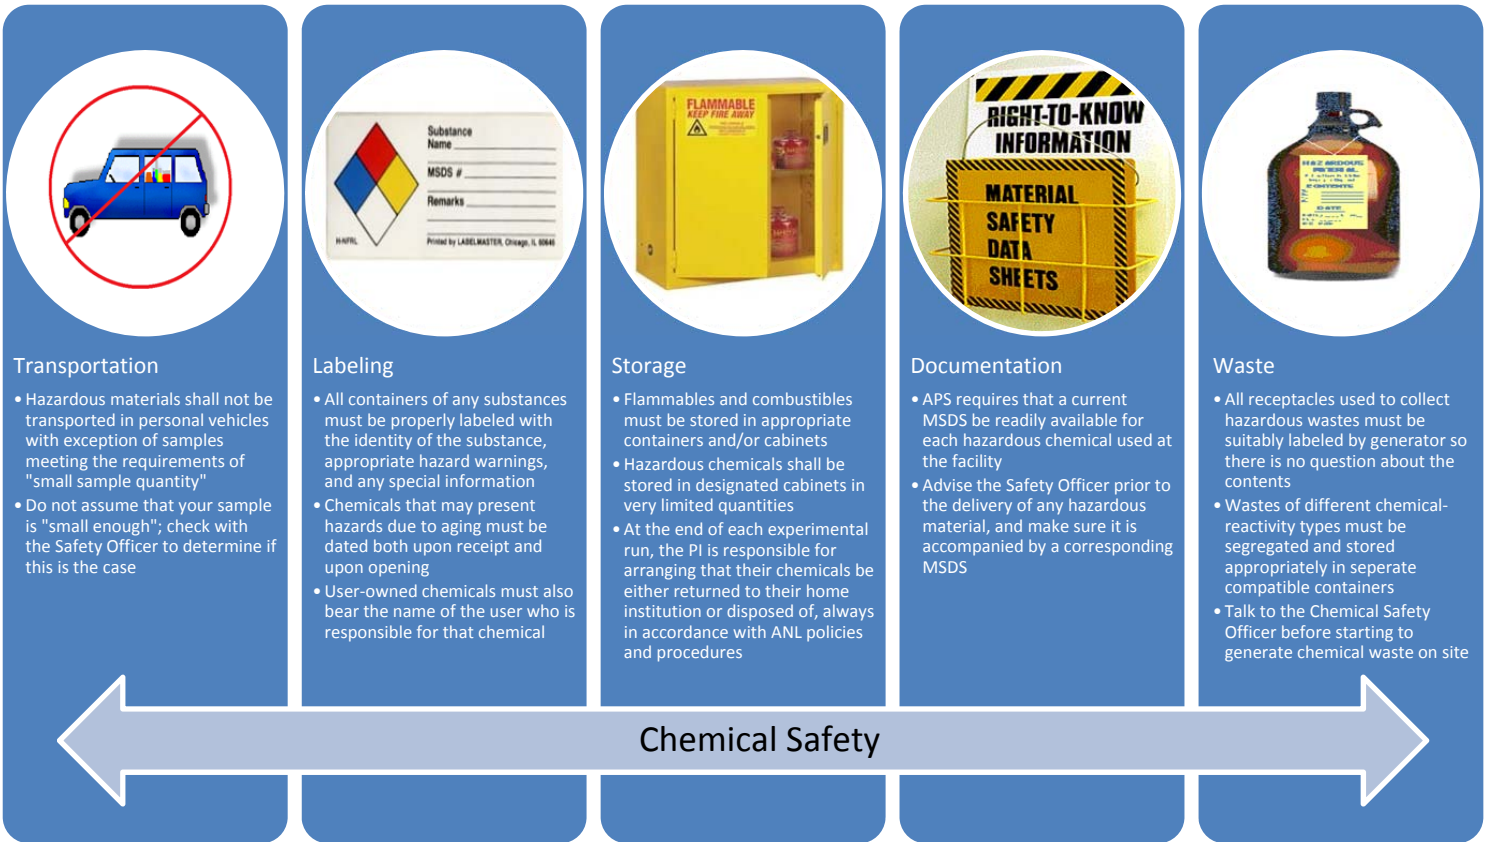 Substance
Name
MSDS #
Remarks
H-NFRL
Printed by LABELMASTER, Chicago, IL 60646
FLAMMABLE
KEEP FIRE AWAY
RIGHT-TO-KNOW
INFORMATION
MATERIAL
SAFETY
DATA
SHEETS
HAZARDOUS
MATERIAL
CONTENTS
DATE
Transportation
• Hazardous materials shall not be
transported in personal vehicles
with exception of samples
meeting the requirements of
"small sample quantity"
• Do not assume that your sample
is "small enough"; check with
the Safety Officer to determine if
this is the case
Labeling
• All containers of any substances
must be properly labeled with
the identity of the substance,
appropriate hazard warnings,
and any special information
• Chemicals that may present
hazards due to aging must be
dated both upon receipt and
upon opening
• User-owned chemicals must also
bear the name of the user who is
responsible for that chemical
Storage
• Flammables and combustibles
must be stored in appropriate
containers and/or cabinets
• Hazardous chemicals shall be
stored in designated cabinets in
very limited quantities
• At the end of each experimental
run, the PI is responsible for
arranging that their chemicals be
either returned to their home
institution or disposed of, always
in accordance with ANL policies
and procedures
Documentation
• APS requires that a current
MSDS be readily available for
each hazardous chemical used at
the facility
• Advise the Safety Officer prior to
the delivery of any hazardous
material, and make sure it is
accompanied by a corresponding
MSDS
Waste
• All receptacles used to collect
hazardous wastes must be
suitably labeled by generator so
there is no question about the
contents
• Wastes of different chemical-
reactivity types must be
segregated and stored
appropriately in seperate
compatible containers
• Talk to the Chemical Safety
Officer before starting to
generate chemical waste on site
Chemical Safety